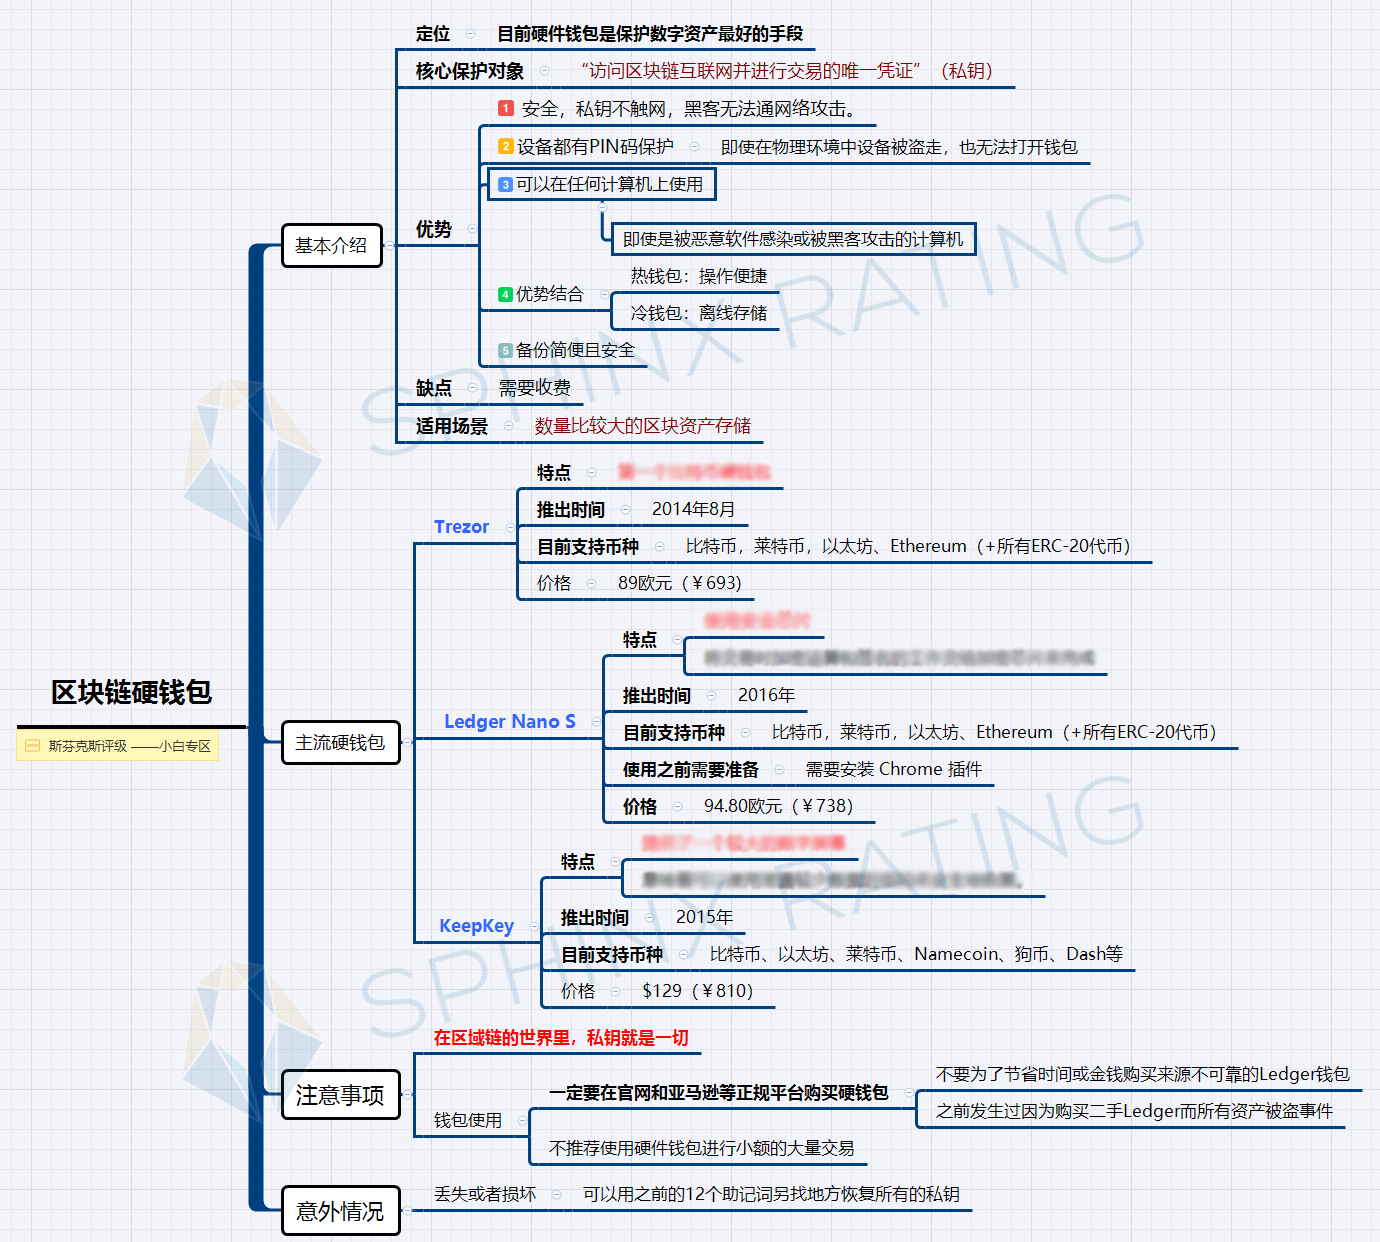 区块链硬钱包
斯芬克斯评级 ——小白专区
基本介绍
定位
目前硬件钱包是保护数字资产最好的手段
核心保护对象
“访问区块链互联网并进行交易的唯一凭证”（私钥）
优势
1 安全，私钥不触网，黑客无法通网络攻击。
2 设备都有PIN码保护
即使在物理环境中设备被盗走，也无法打开钱包
3 可以在任何计算机上使用
即使是被恶意软件感染或被黑客攻击的计算机
4 优势结合
热钱包：操作便捷
冷钱包：离线存储
5 备份简便且安全
缺点
需要收费
适用场景
数量比较大的区块资产存储
主流硬钱包
Trezor
特点
推出时间
2014年8月
目前支持币种
比特币，莱特币，以太坊、Ethereum（+所有ERC-20代币）
价格
89欧元（￥693)
Ledger Nano S
特点
推出时间
2016年
目前支持币种
比特币，莱特币，以太坊、Ethereum（+所有ERC-20代币）
使用之前需要准备
需要安装 Chrome 插件
价格
94.80欧元（￥738）
KeepKey
特点
推出时间
2015年
目前支持币种
比特币、以太坊、莱特币、Namecoin、狗币、Dash等
价格
$129（￥810）
注意事项
在区域链的世界里，私钥就是一切
钱包使用
一定要在官网和亚马逊等正规平台购买硬钱包
不要为了节省时间或金钱购买来源不可靠的Ledger钱包
之前发生过因为购买二手Ledger而所有资产被盗事件
不推荐使用硬件钱包进行小额的大量交易
意外情况
丢失或者损坏
可以用之前的12个助记词另找地方恢复所有的私钥
SPHINX RATING
SPHINX RATING